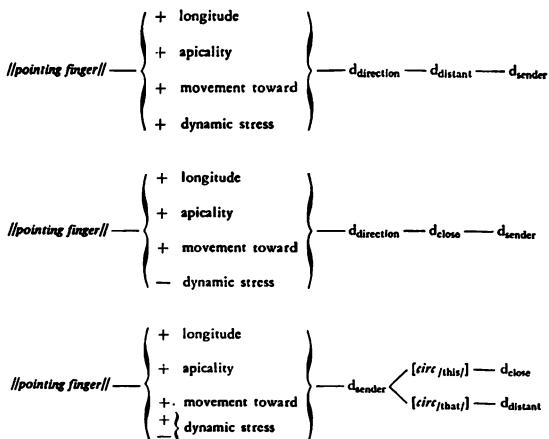 + longitude
+ apicality
//pointing finger// — + movement toward — d_direction — d_distant — d_sender
+ dynamic stress
+ longitude
+ apicality
//pointing finger// — + movement toward — d_direction — d_close — d_sender
— dynamic stress
+ longitude
+ apicality [circ /this/] — d_close
//pointing finger// — +. movement toward — d_sender < [circ /that/] — d_distant
+
— } dynamic stress